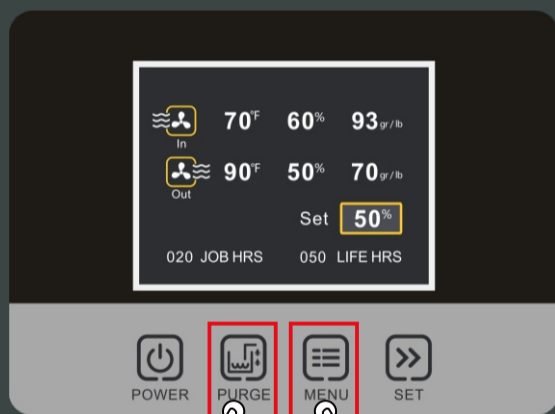 70°F 60% 93gr/lb
In
90°F 50% 70gr/lb
Out
Set 50%
020 JOB HRS 050 LIFE HRS
POWER PURGE MENU SET